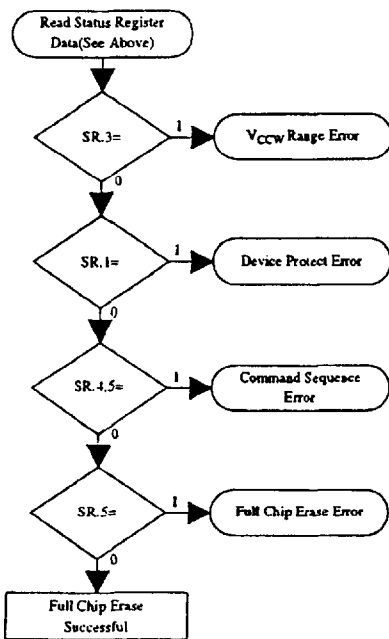 Read Status Register
Data(See Above)
SR.3=
1
V_CCW Range Error
0
SR.1=
1
Device Protect Error
0
SR.4,5=
1
Command Sequence
Error
0
SR.5=
1
Full Chip Erase Error
0
Full Chip Erase
Successful